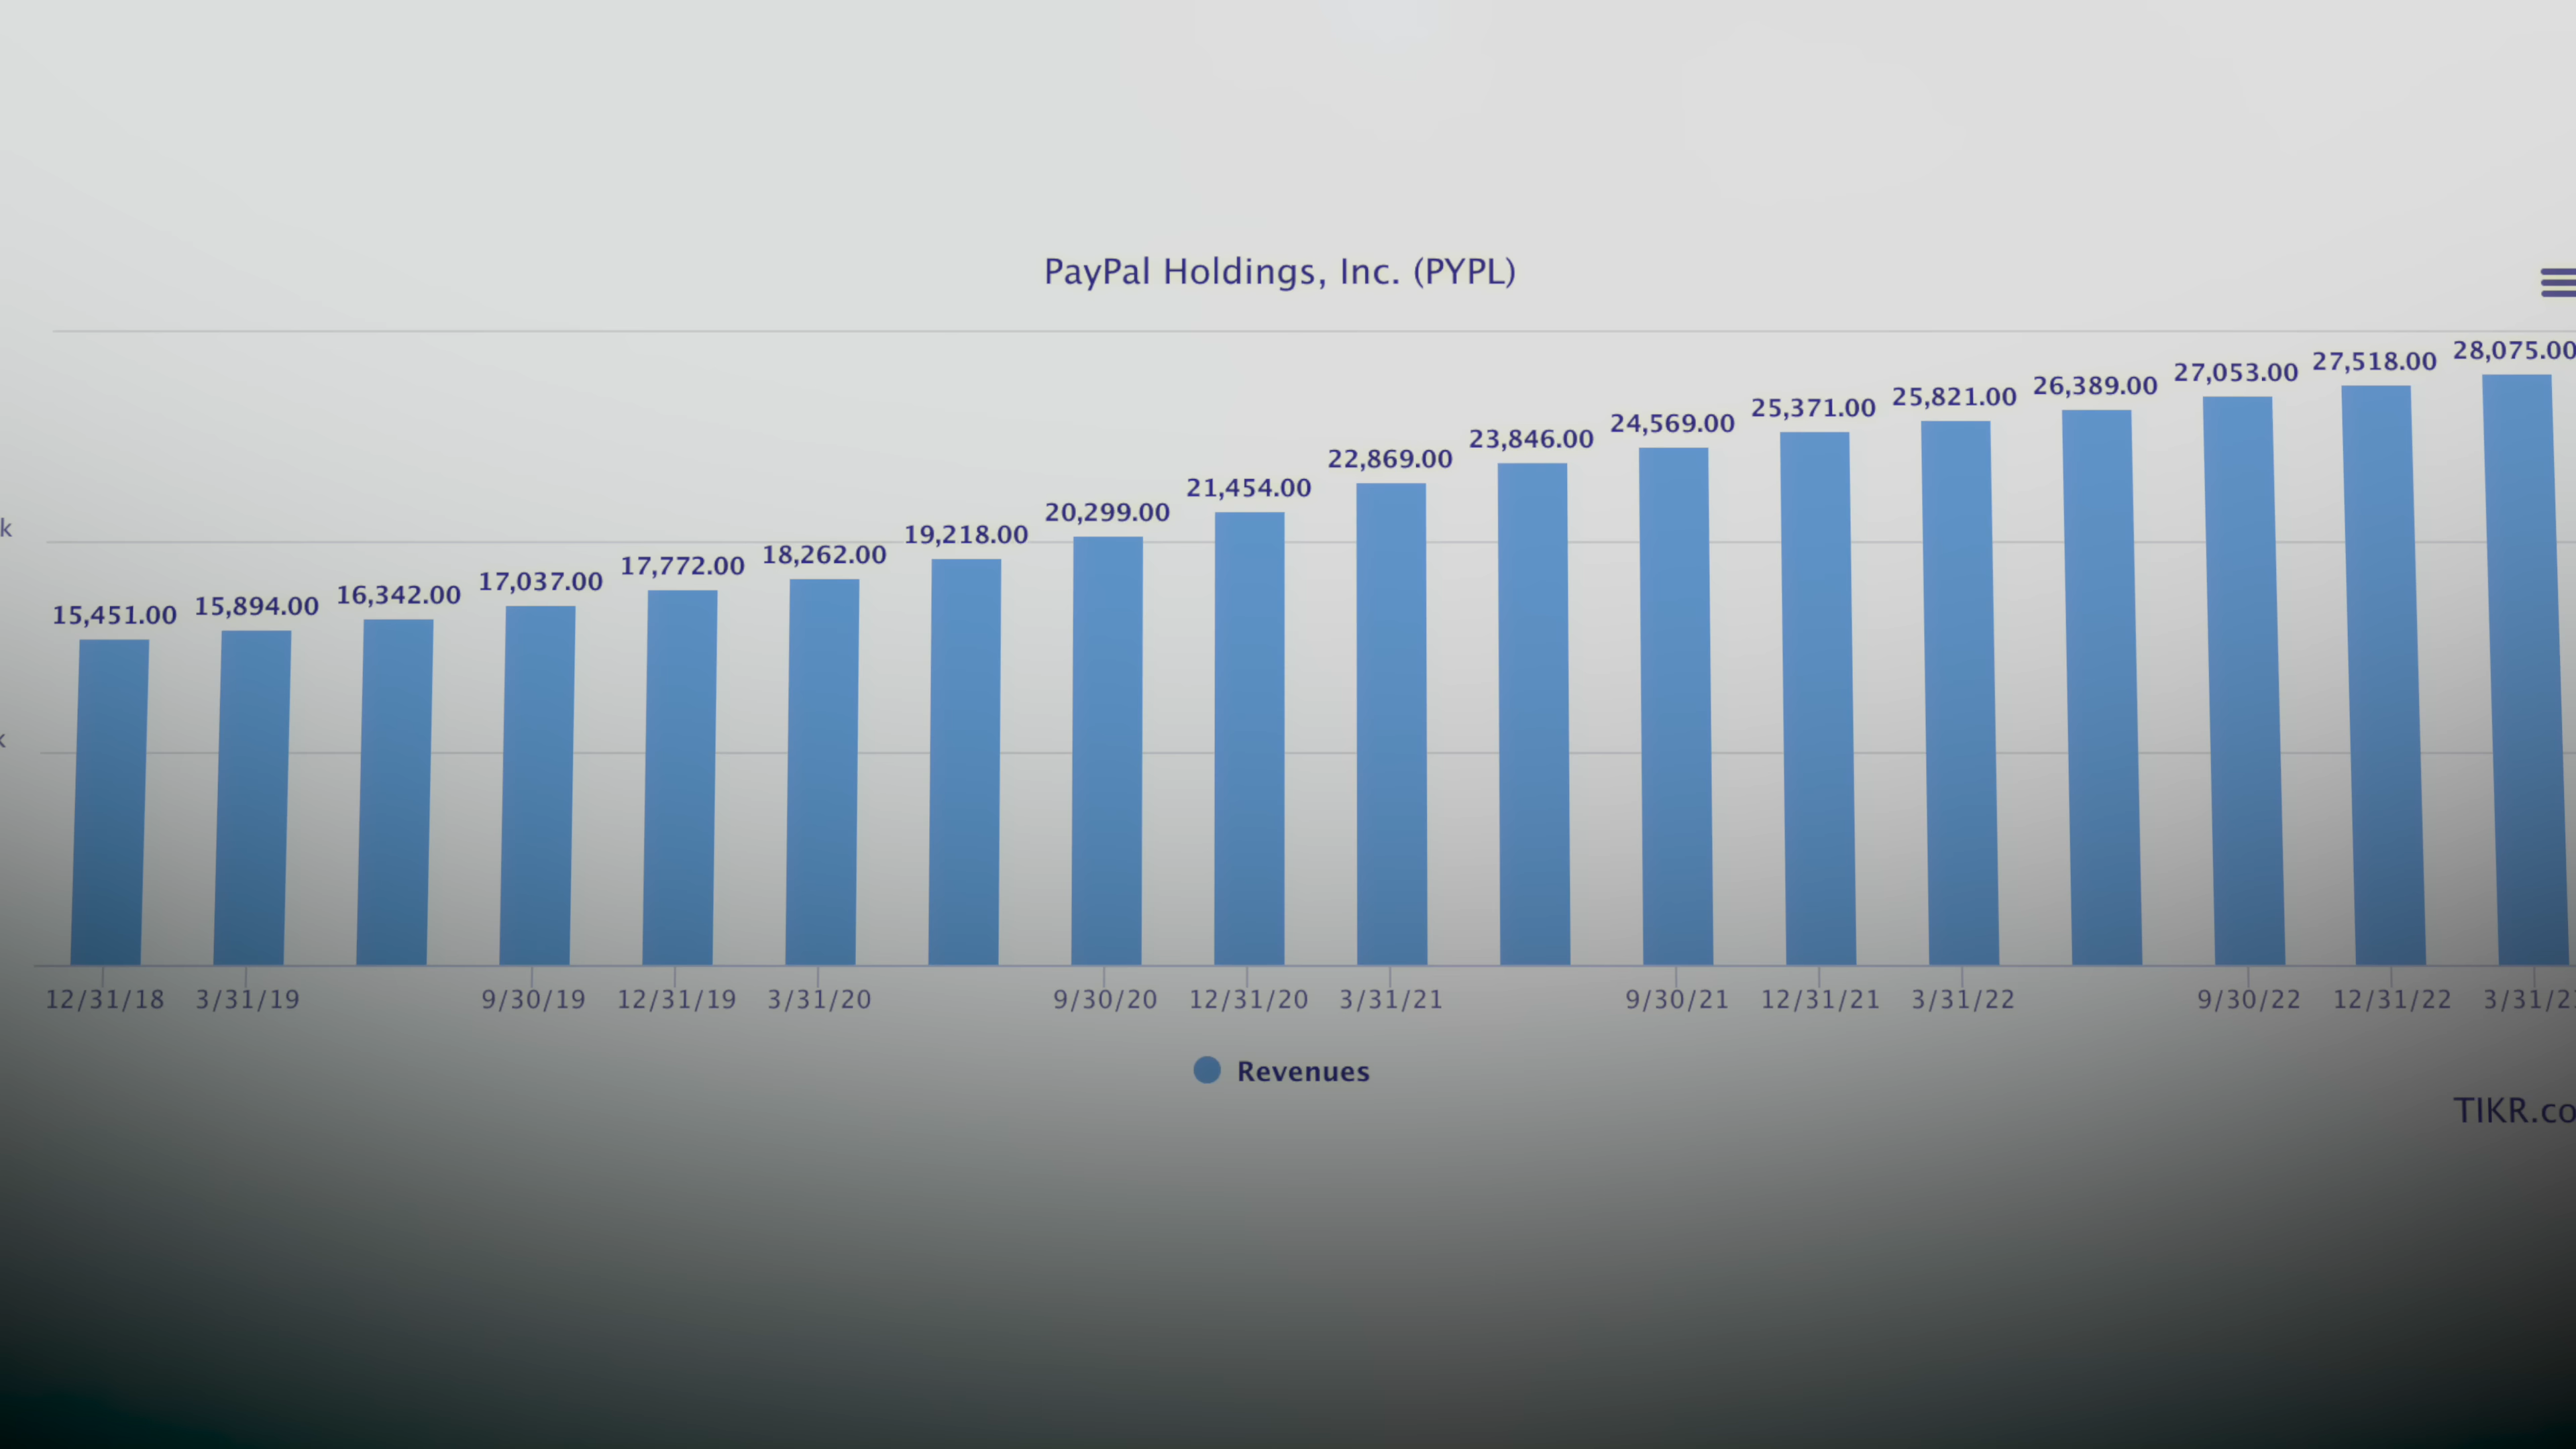 PayPal Holdings, Inc. (PYPL)
15,451.00 15,894.00 16,342.00 17,037.00 17,772.00 18,262.00 19,218.00 20,299.00 21,454.00 22,869.00 23,846.00 24,569.00 25,371.00 25,821.00 26,389.00 27,053.00 27,518.00 28,075.00
k
k
12/31/18 3/31/19 9/30/19 12/31/19 3/31/20 9/30/20 12/31/20 3/31/21 9/30/21 12/31/21 3/31/22 9/30/22 12/31/22
Revenues
TIKR.co